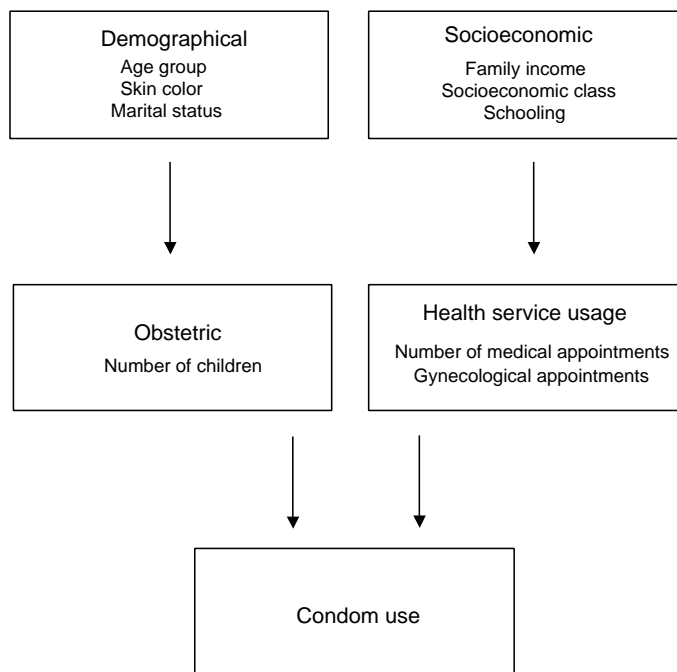 Demographical
Age group
Skin color
Marital status
Socioeconomic
Family income
Socioeconomic class
Schooling
Obstetric
Number of children
Health service usage
Number of medical appointments
Gynecological appointments
Condom use